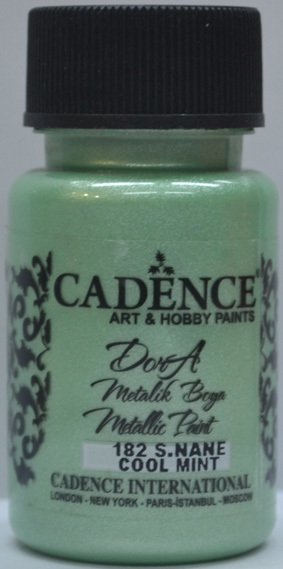 CADENCE
ART & HOBBY PAINTS
DorA
Metalik Boya
Metallic Paint
182 S.NANE
COOL MINT
CADENCE INTERNATIONAL
LONDON - NEW YORK - PARIS-ISTANBUL - MOSCOW